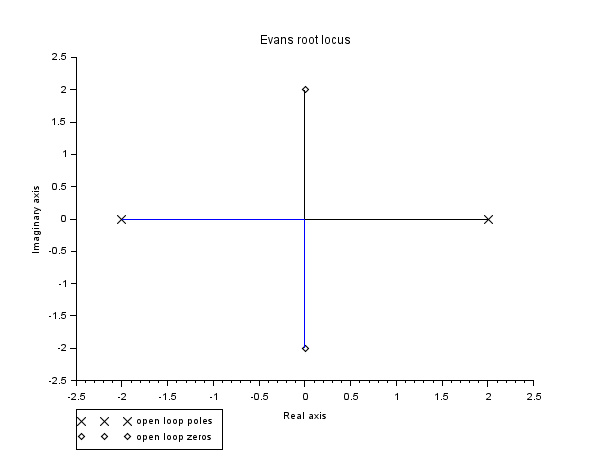 Evans root locus
2.5
2
1.5
1
0.5
0
-0.5
-1
-1.5
-2
-2.5
Imaginary axis
-2.5 -2 -1.5 -1 -0.5 0 0.5 1 1.5 2 2.5
Real axis
open loop poles
open loop zeros